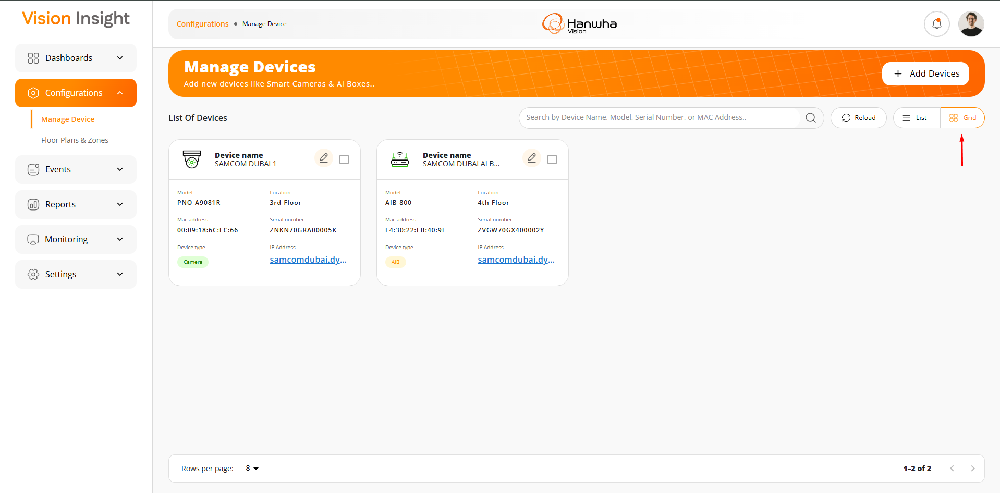 Vision Insight
Configurations • Manage Device
Hanwha
Vision
Dashboards
Configurations
Manage Device
Floor Plans & Zones
Events
Reports
Monitoring
Settings
Manage Devices
Add new devices like Smart Cameras & AI Boxes..
+ Add Devices
List Of Devices
Search by Device Name, Model, Serial Number, or MAC Address..
Reload
List
Grid
Device name
SAMCOM DUBAI 1
Model
Location
PNO-A9081R
3rd Floor
Mac address
Serial number
00:09:18:6C:EC:66
ZNKN70GRA00005K
Device type
IP Address
Camera
samcomdubai.dy...
Device name
SAMCOM DUBAI AI B...
Model
Location
AIB-800
4th Floor
Mac address
Serial number
E4:30:22:EB:40:9F
ZVGW70GX400002Y
Device type
IP Address
AIB
samcomdubai.dy...
Rows per page: 8
1–2 of 2